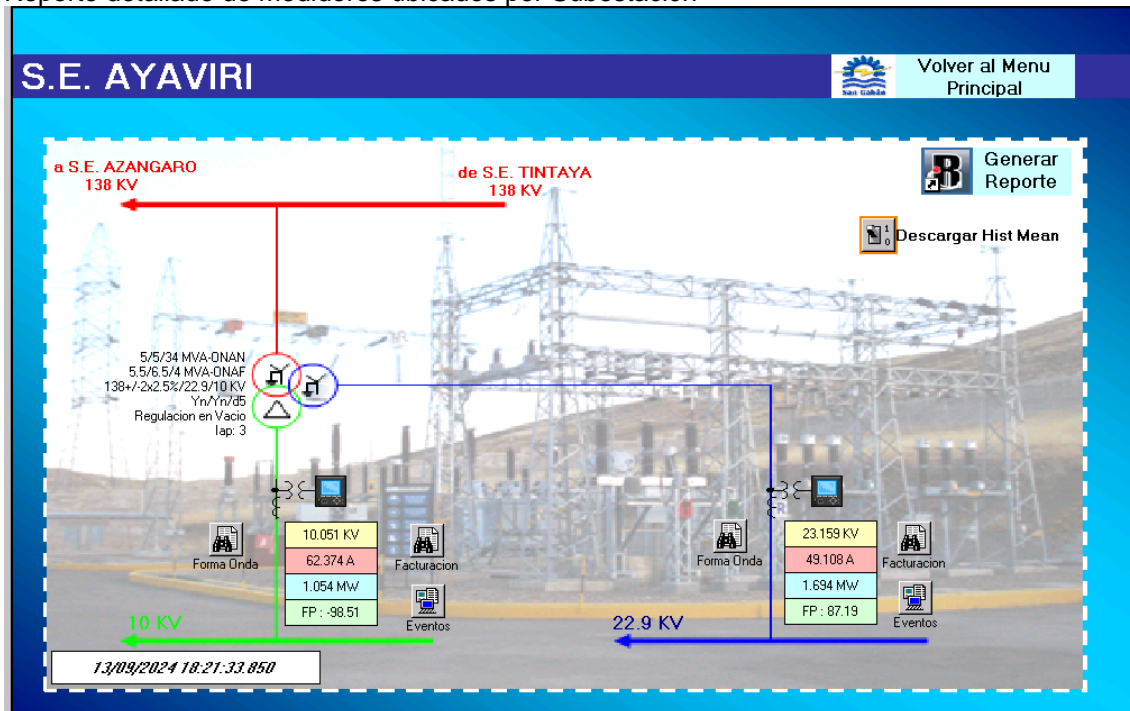 Reporte detallado de medidores ubicados por Subestación
S.E. AYAVIRI
San Gabán
Volver al Menu
Principal
a S.E. AZANGARO
138 KV
de S.E. TINTAYA
138 KV
Generar
Reporte
Descargar Hist Mean
5/5/34 MVA-ONAN
5.5/6.5/4 MVA-ONAF
138+/-2x2.5%/22.9/10 KV
Yn/Yn/d5
Regulacion en Vacio
lap: 3
Forma Onda
10.051 KV
62.374 A
1.054 MW
FP : -98.51
Facturacion
Eventos
10 KV
Forma Onda
23.159 KV
49.108 A
1.694 MW
FP : 87.19
Facturacion
Eventos
22.9 KV
13/09/2024 18:21:33.850